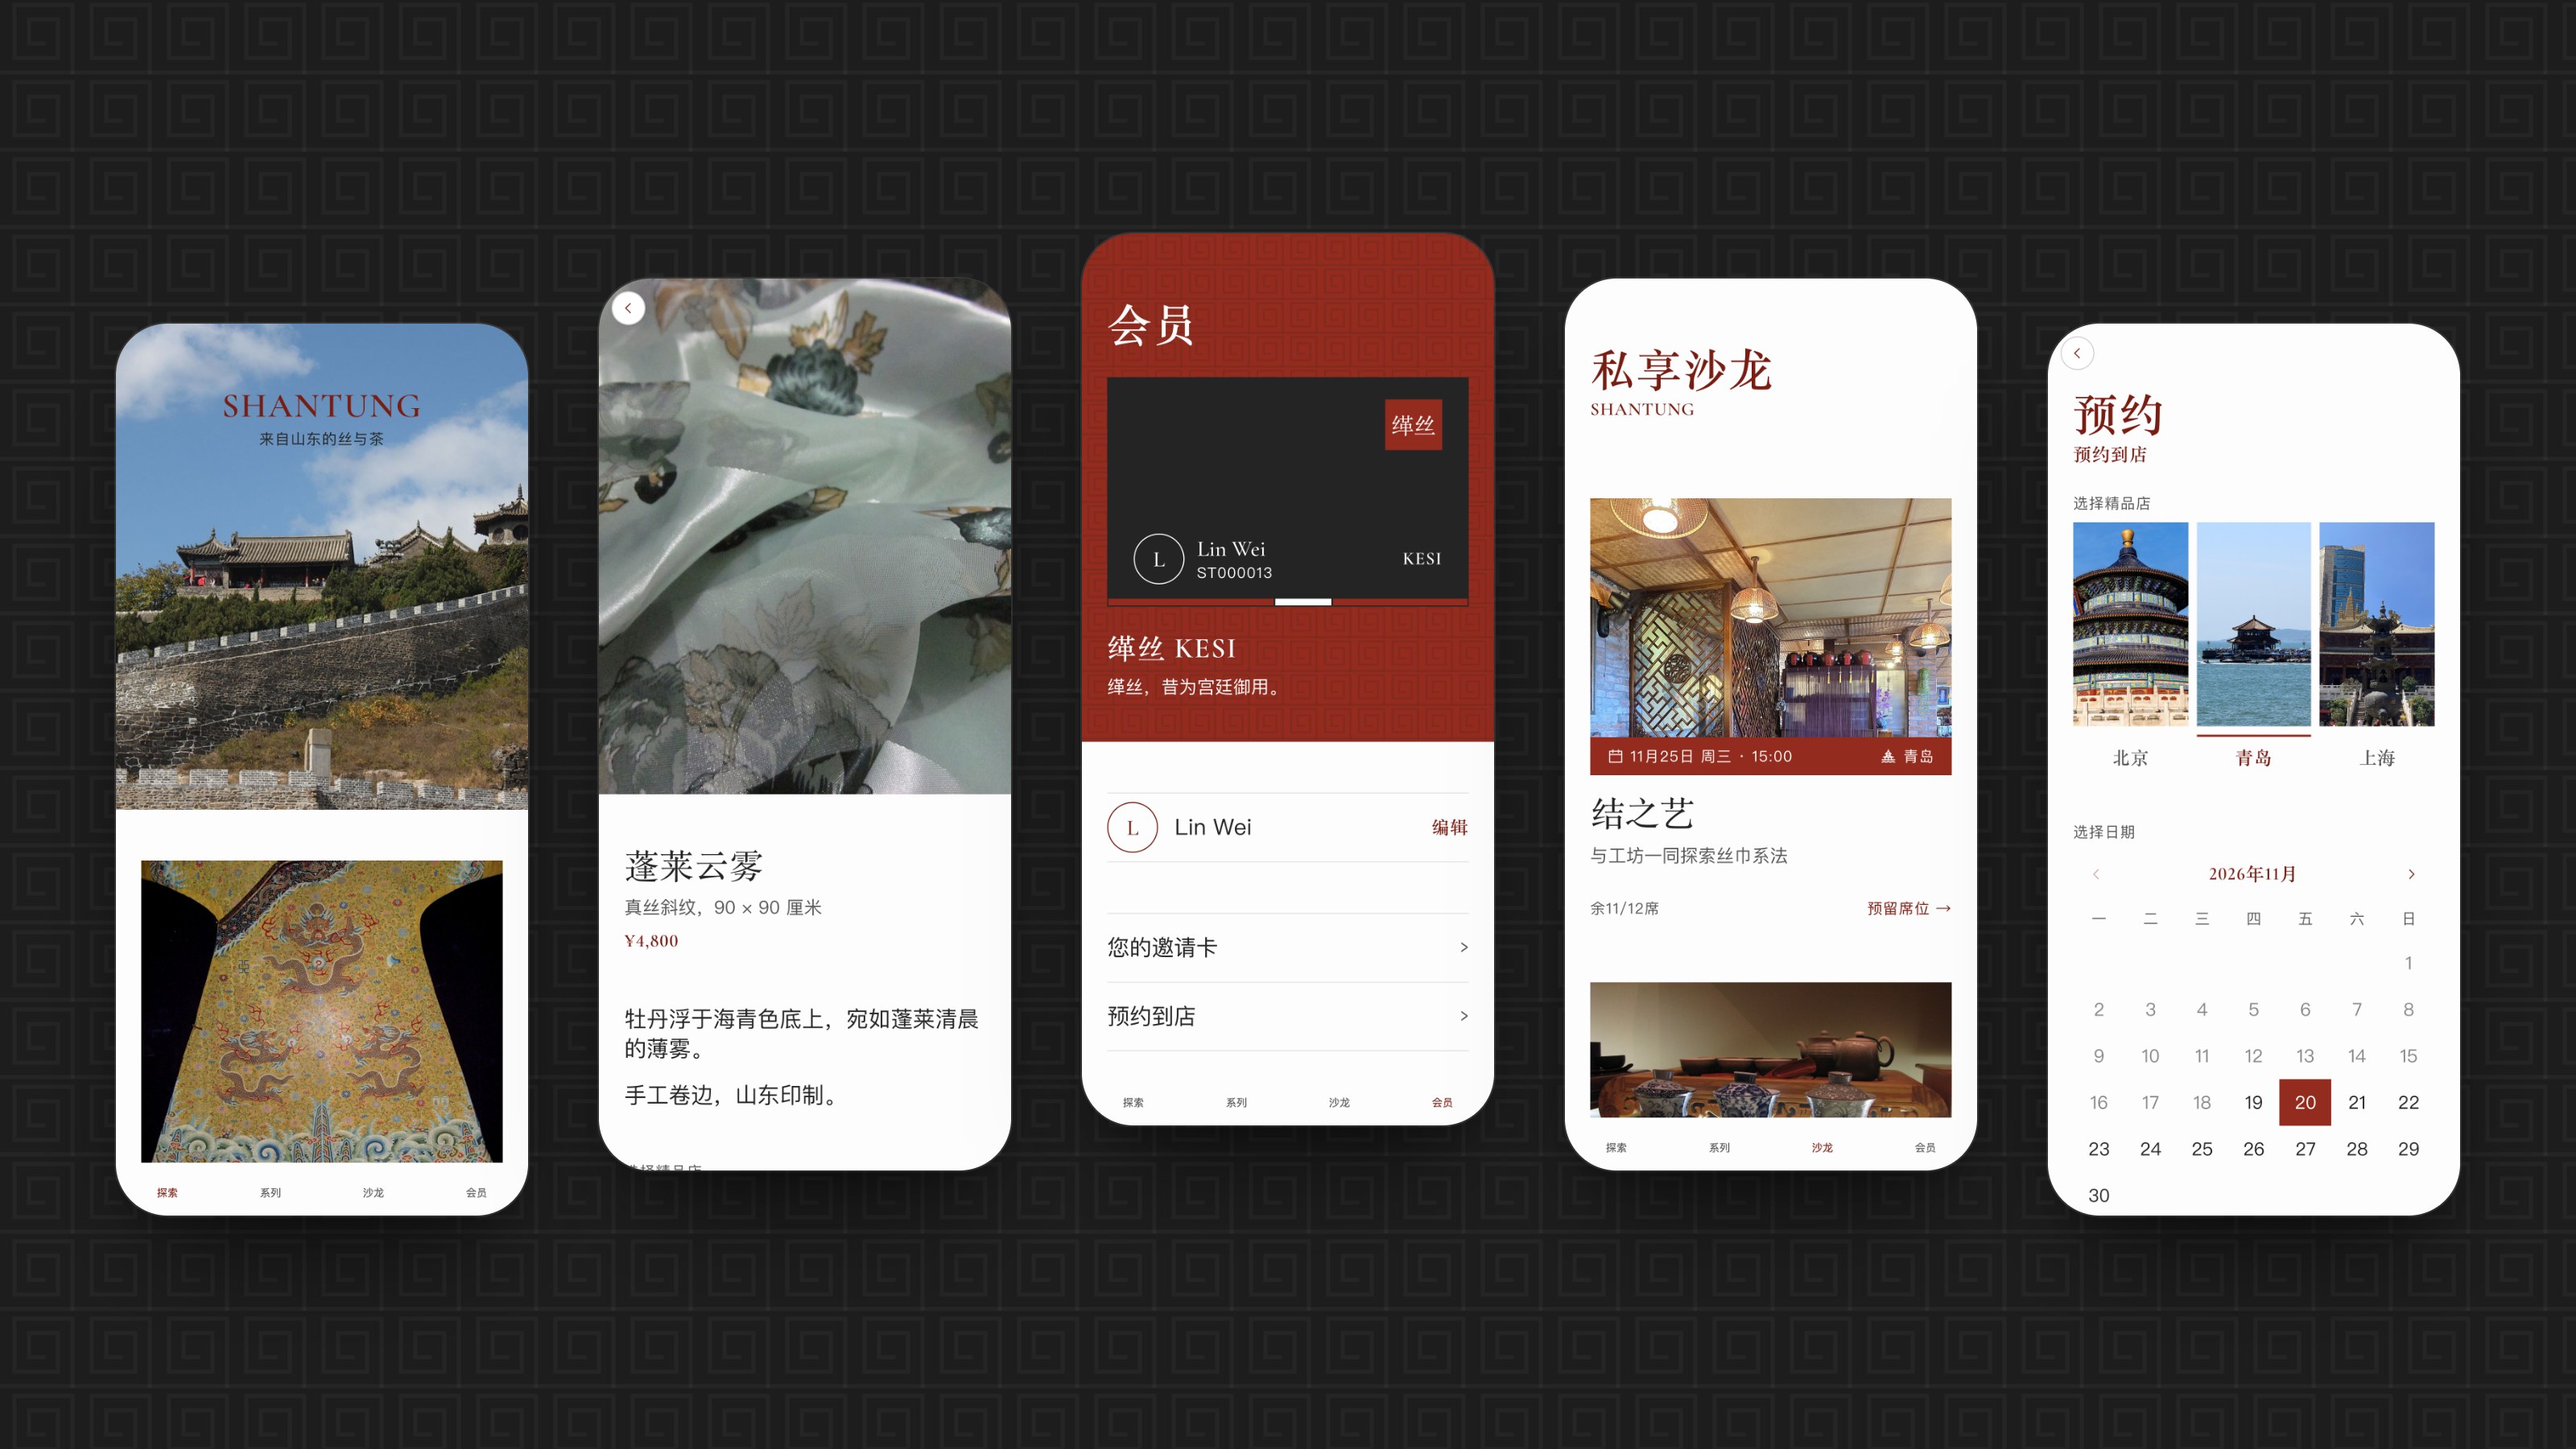 SHANTUNG
来自山东的丝与茶
探索
系列
沙龙
会员
蓬莱云雾
真丝斜纹，90 × 90 厘米
¥4,800
牡丹浮于海青色底上，宛如蓬莱清晨
的薄雾。
手工卷边，山东印制。
选择精品店
会员
缂丝
L
Lin Wei
ST000013
KESI
缂丝 KESI
缂丝，昔为宫廷御用。
L
Lin Wei
编辑
您的邀请卡
预约到店
探索
系列
沙龙
会员
私享沙龙
SHANTUNG
11月25日 周三 · 15:00
青岛
结之艺
与工坊一同探索丝巾系法
余11/12席
预留席位 →
探索
系列
沙龙
会员
预约
预约到店
选择精品店
北京
青岛
上海
选择日期
2026年11月
一 二 三 四 五 六 日
1
2 3 4 5 6 7 8
9 10 11 12 13 14 15
16 17 18 19 20 21 22
23 24 25 26 27 28 29
30